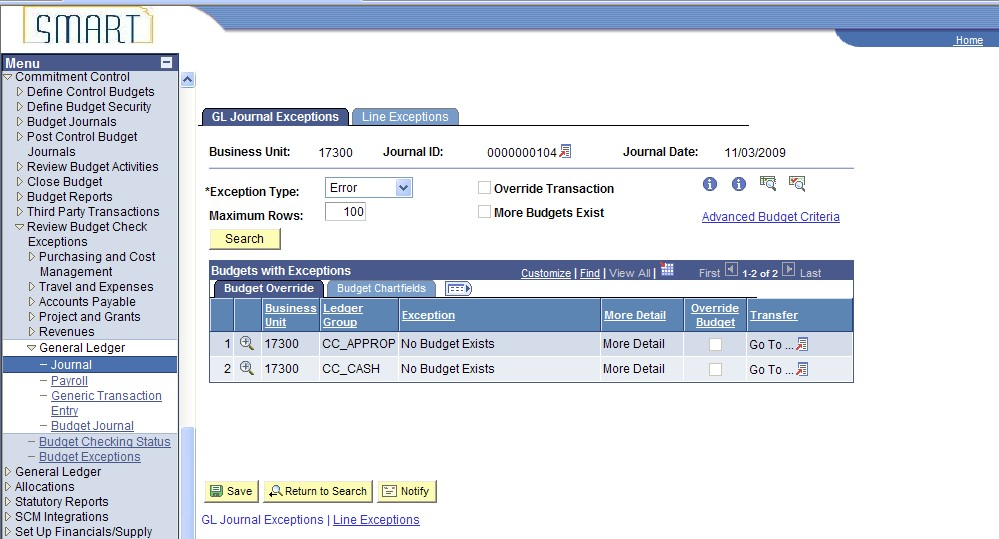 SMART
Home
Menu
Commitment Control
Define Control Budgets
Define Budget Security
Budget Journals
Post Control Budget
Journals
Review Budget Activities
Close Budget
Budget Reports
Third Party Transactions
Review Budget Check
Exceptions
Purchasing and Cost
Management
Travel and Expenses
Accounts Payable
Project and Grants
Revenues
General Ledger
Journal
Payroll
Generic Transaction
Entry
Budget Journal
Budget Checking Status
Budget Exceptions
General Ledger
Allocations
Statutory Reports
SCM Integrations
Set Up Financials/Supply
GL Journal Exceptions Line Exceptions
Business Unit: 17300 Journal ID: 0000000104 Journal Date: 11/03/2009
*Exception Type: Error Override Transaction
Maximum Rows: 100 More Budgets Exist Advanced Budget Criteria
Search
Budgets with Exceptions Customize | Find | View All | First 1-2 of 2 Last
Budget Override Budget Chartfields
Business Unit Ledger Group Exception More Detail Override Budget Transfer
1 17300 CC_APPROP No Budget Exists More Detail Go To ...
2 17300 CC_CASH No Budget Exists More Detail Go To ...
Save Return to Search Notify
GL Journal Exceptions | Line Exceptions